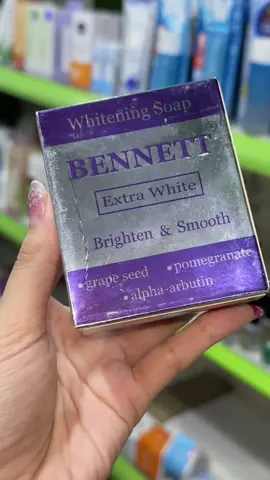 Whitening Soap
BENNETT
Extra White
Brighten & Smooth
•grape seed •pomegranate
•alpha-arbutin